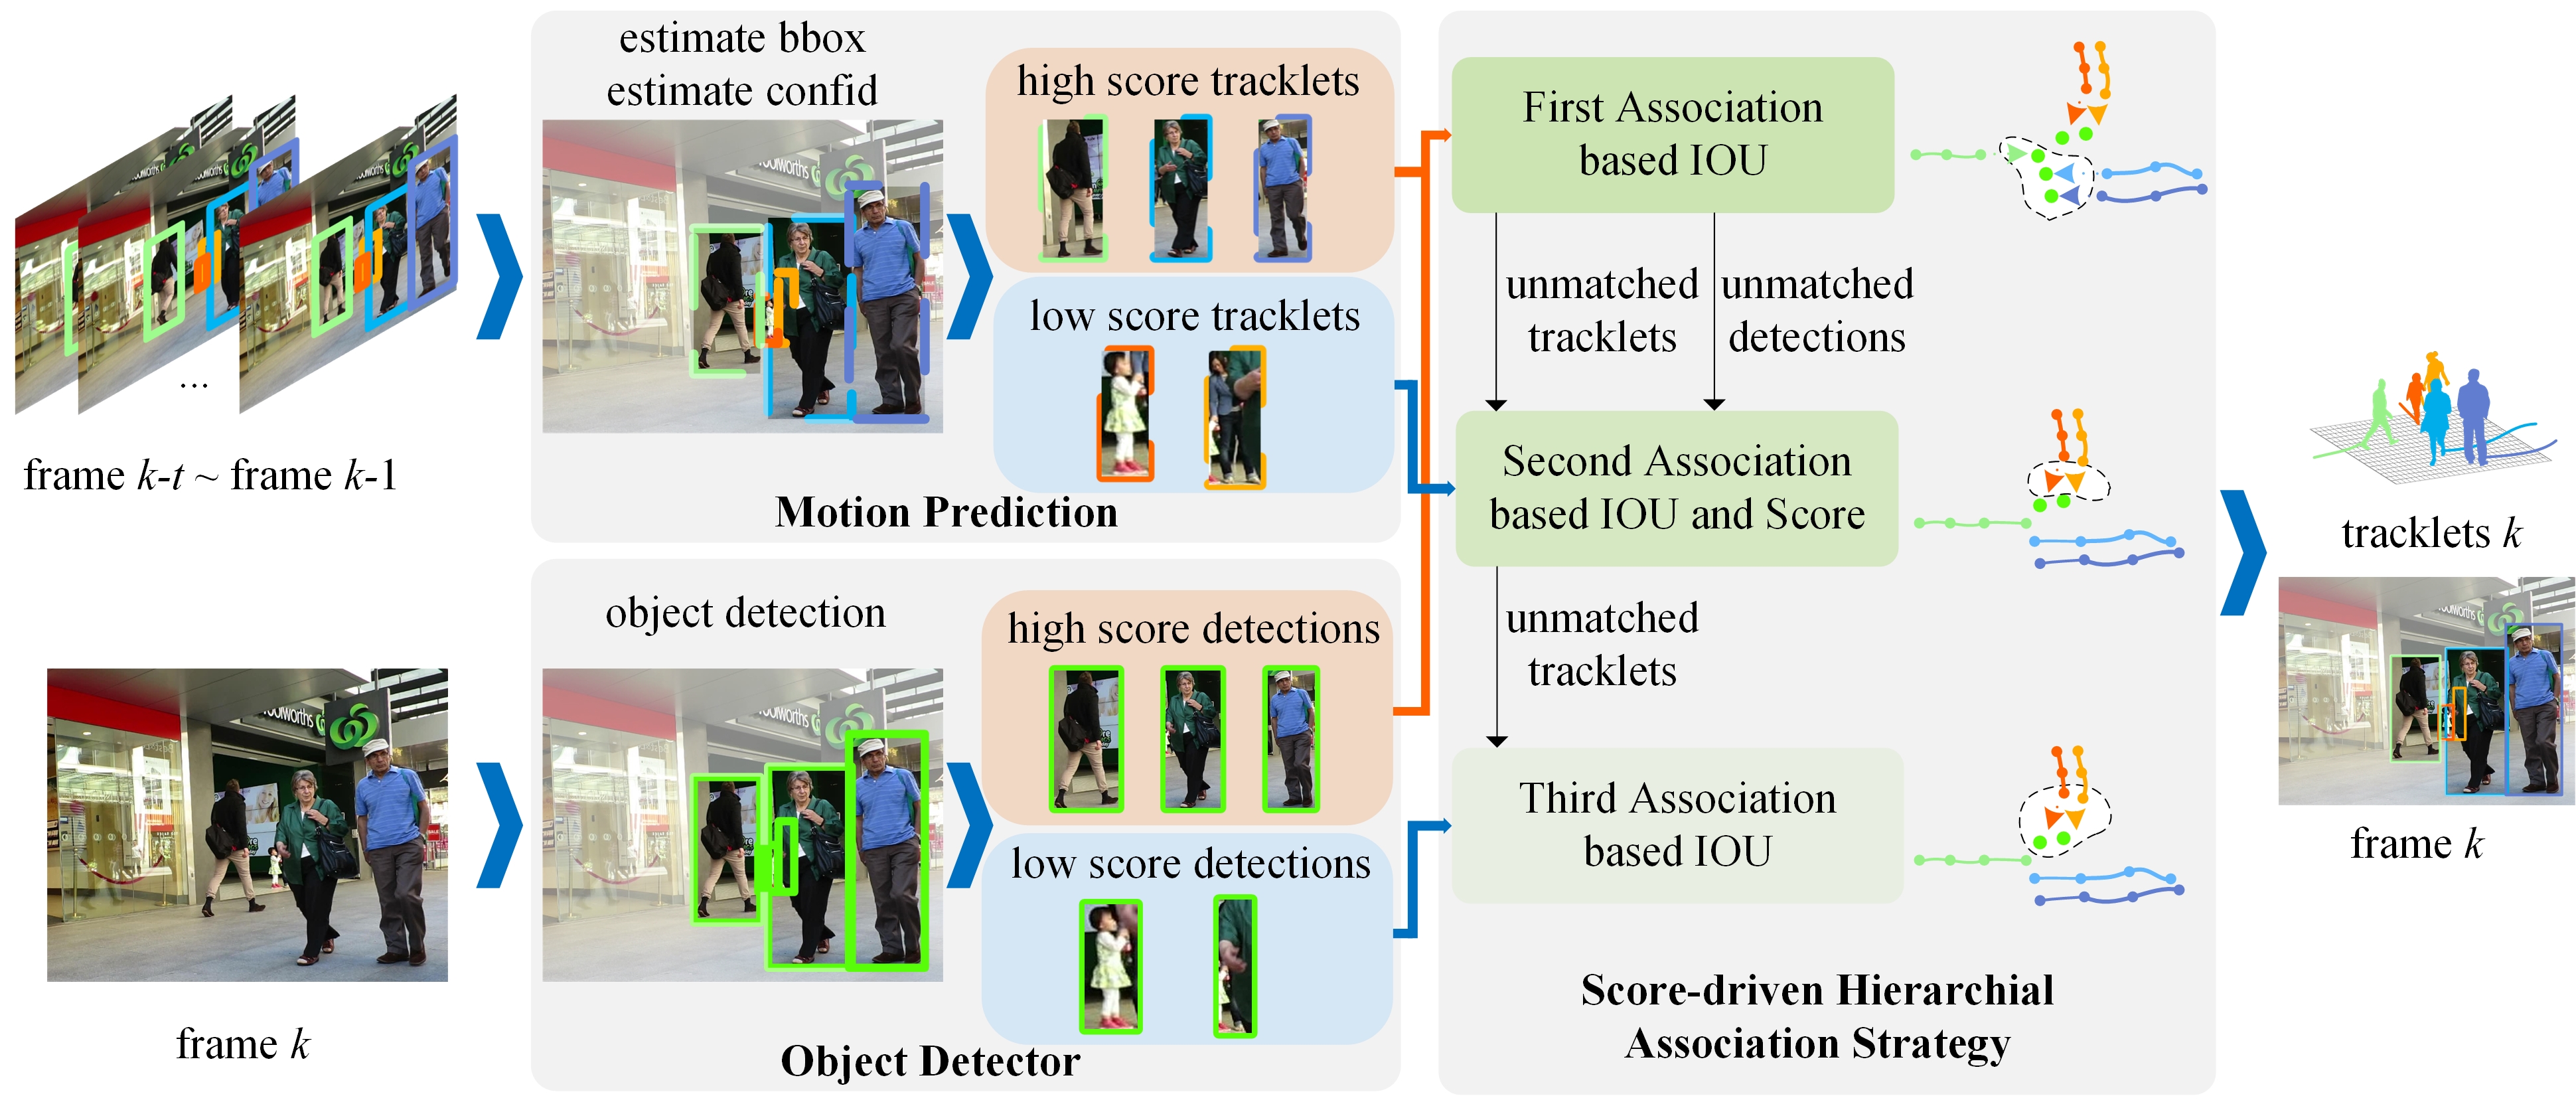 estimate bbox
estimate confid
high score tracklets
low score tracklets
Motion Prediction
frame k-t ~ frame k-1
...
object detection
high score detections
low score detections
Object Detector
frame k
First Association
based IOU
unmatched
tracklets
unmatched
detections
Second Association
based IOU and Score
unmatched
tracklets
Third Association
based IOU
Score-driven Hierarchial
Association Strategy
tracklets k
frame k